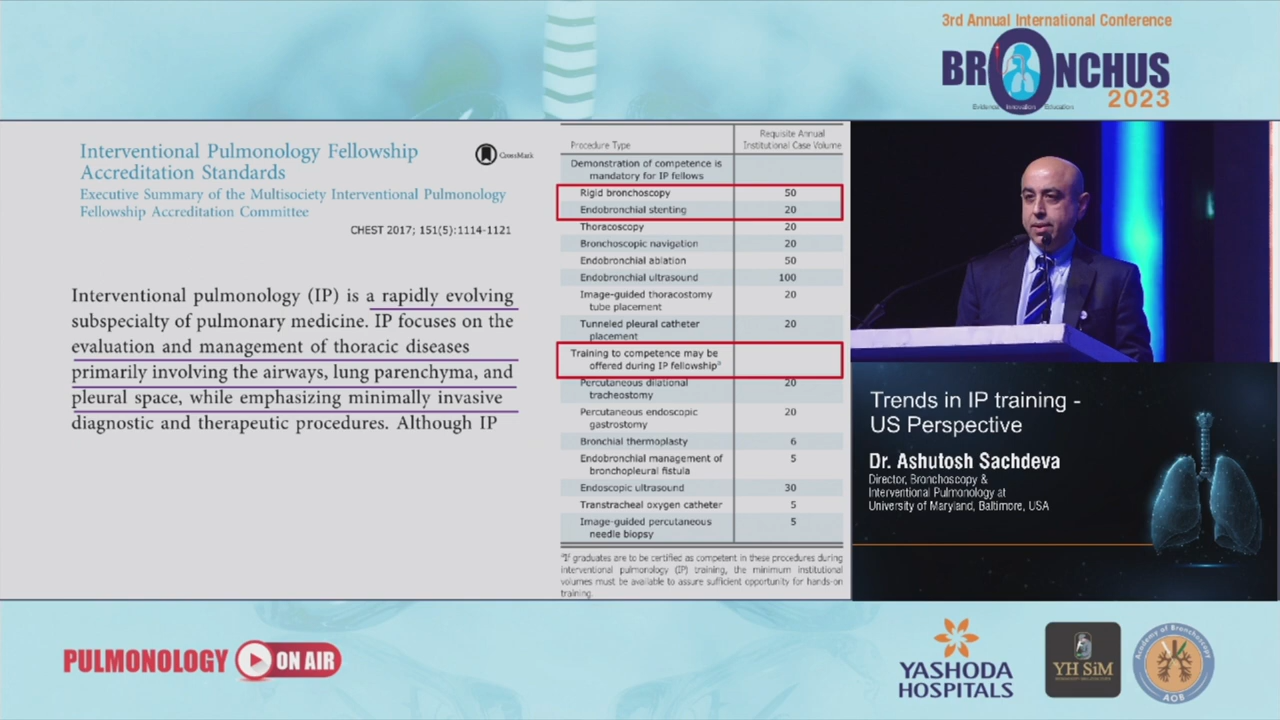 3rd Annual International Conference
BRONCHUS
2023
Evidence Innovation Education
Interventional Pulmonology Fellowship
Accreditation Standards
CrossMark
Executive Summary of the Multisociety Interventional Pulmonology
Fellowship Accreditation Committee
CHEST 2017; 151(5):1114-1121
Interventional pulmonology (IP) is a rapidly evolving
subspecialty of pulmonary medicine. IP focuses on the
evaluation and management of thoracic diseases
primarily involving the airways, lung parenchyma, and
pleural space, while emphasizing minimally invasive
diagnostic and therapeutic procedures. Although IP
Requisite Annual
Procedure Type Institutional Case Volume
Demonstration of competence is
mandatory for IP fellows
Rigid bronchoscopy 50
Endobronchial stenting 20
Thoracoscopy 20
Bronchoscopic navigation 20
Endobronchial ablation 50
Endobronchial ultrasound 100
Image-guided thoracostomy 20
tube placement
Tunneled pleural catheter 20
placement
Training to competence may be
offered during IP fellowshipª
Percutaneous dilational 20
tracheostomy
Percutaneous endoscopic 20
gastrostomy
Bronchial thermoplasty 6
Endobronchial management of 5
bronchopleural fistula
Endoscopic ultrasound 30
Transtracheal oxygen catheter 5
Image-guided percutaneous 5
needle biopsy
ªIf graduates are to be certified as competent in these procedures during
interventional pulmonology (IP) training, the minimum institutional
volumes must be available to assure sufficient opportunity for hands-on
training.
Trends in IP training -
US Perspective
Dr. Ashutosh Sachdeva
Director, Bronchoscopy &
Interventional Pulmonology at
University of Maryland, Baltimore, USA
PULMONOLOGY ON AIR
YASHODA
HOSPITALS
YH SiM
Academy of Bronchoscopy
AOB